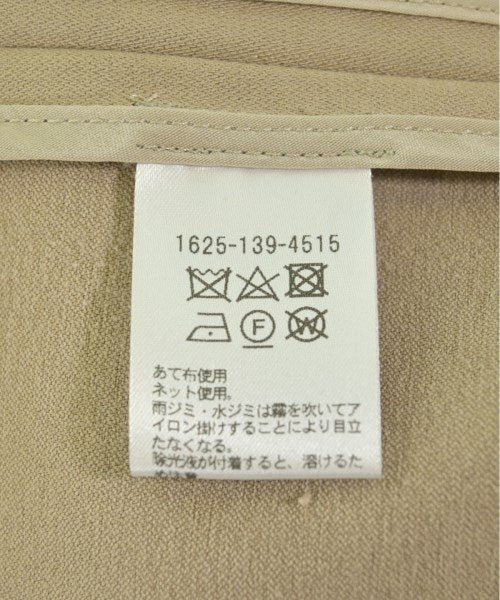 1625-139-4515
F
W
あて布使用
ネット使用。
雨ジミ・水ジミは霧を吹いてア
イロン掛けすることにより目立
たなくなる。
除光液が付着すると、溶けるた
め注意